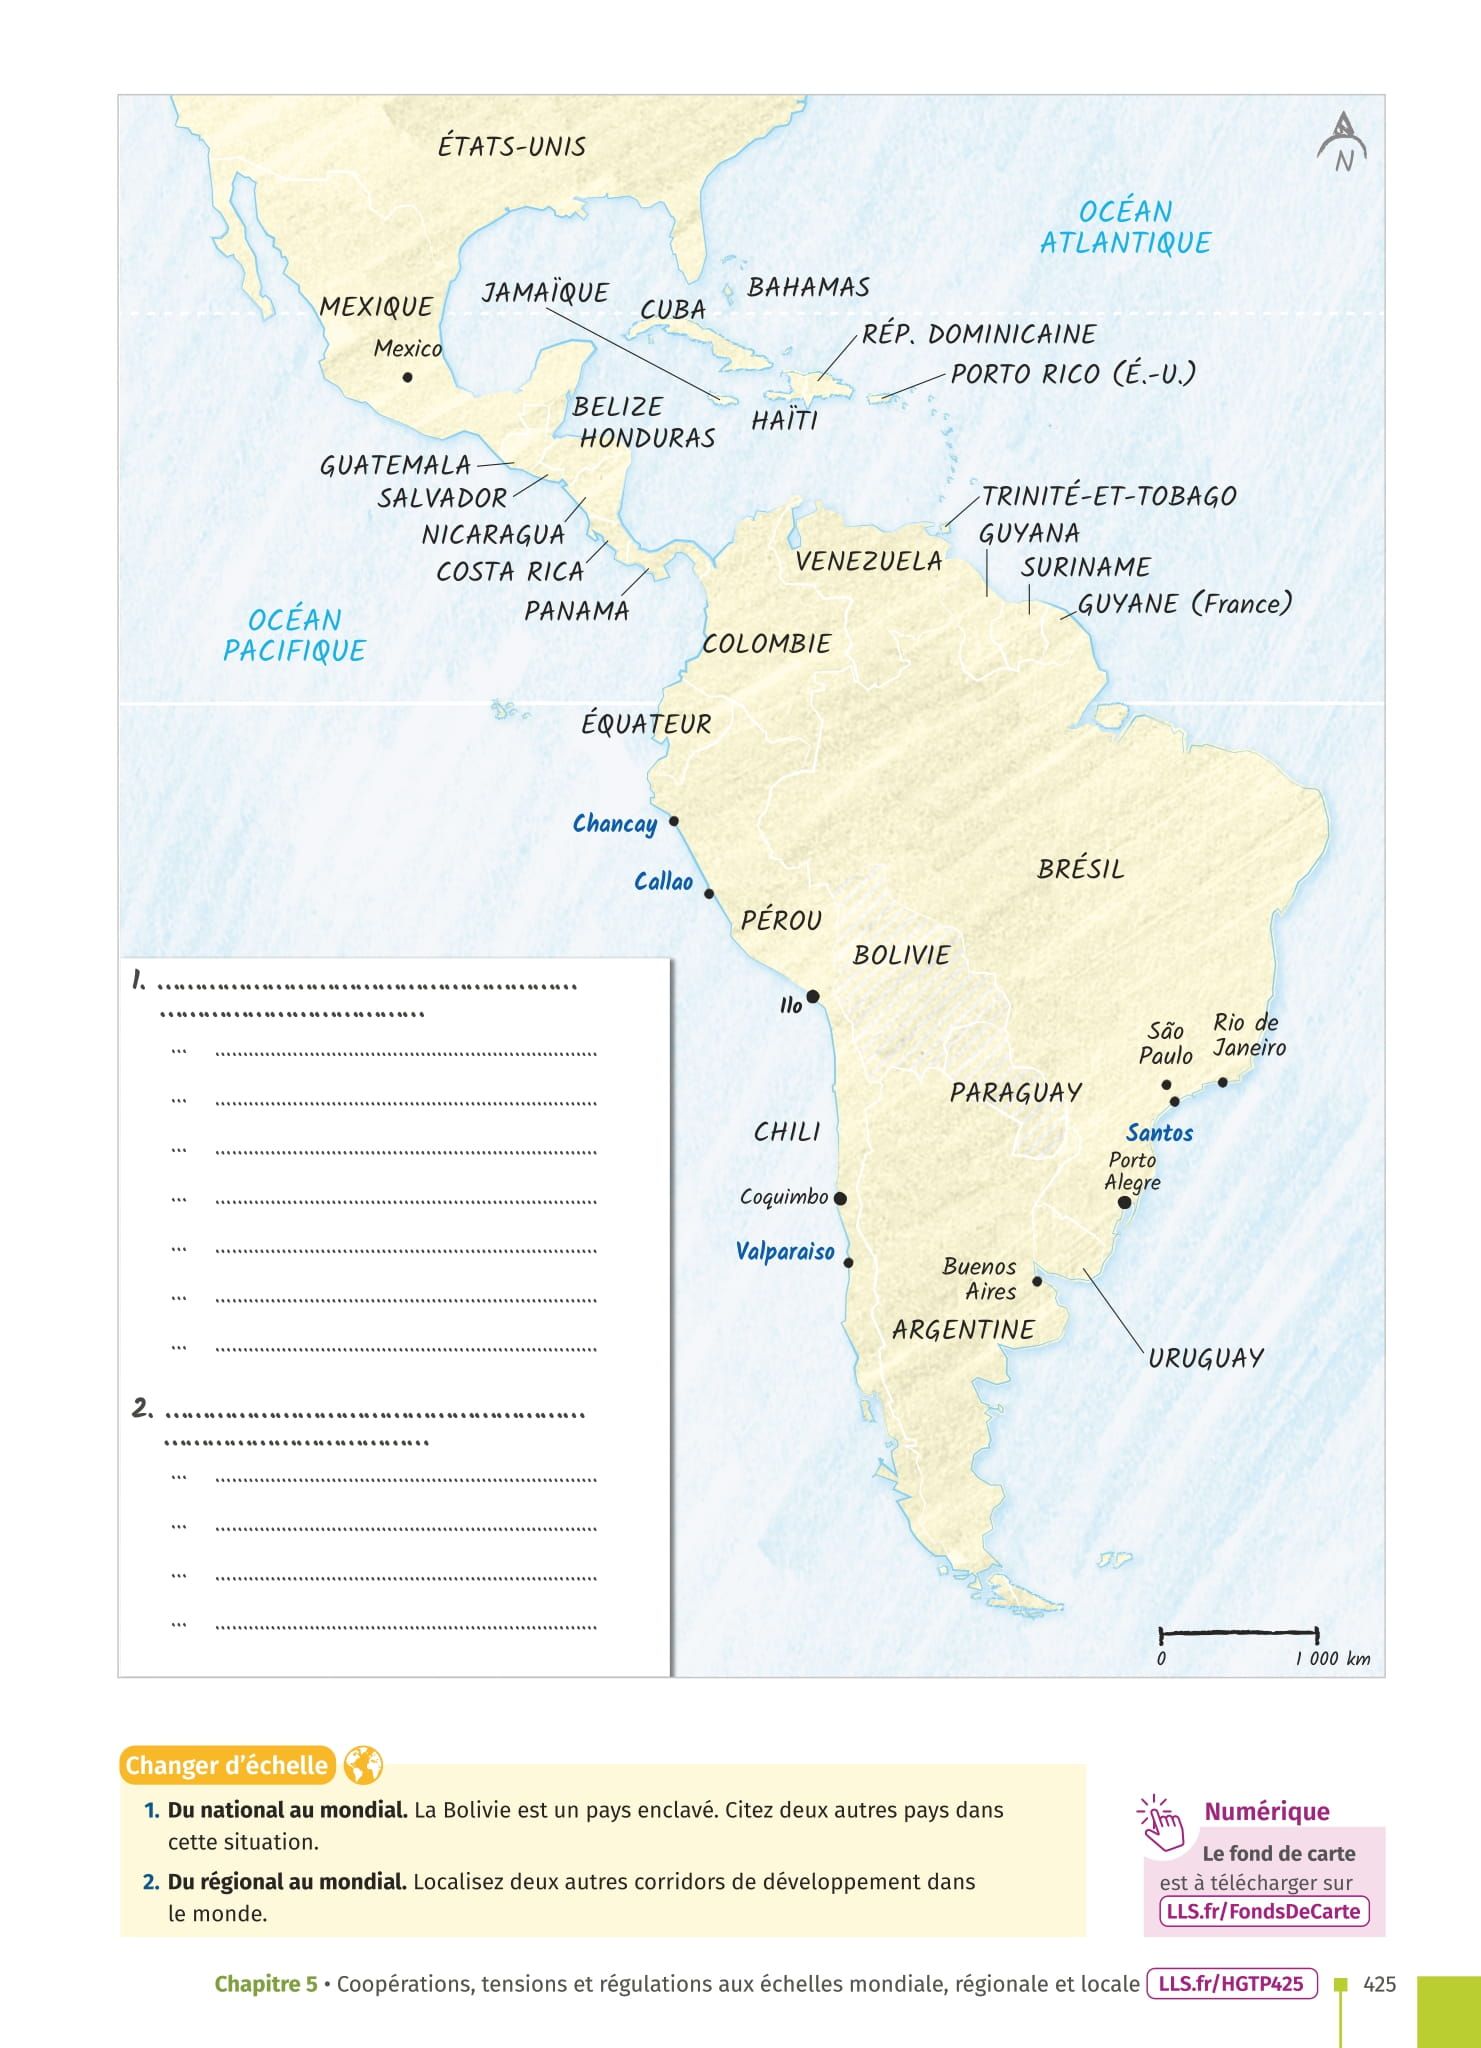 ÉTATS-UNIS
N
OCÉAN
ATLANTIQUE
MEXIQUE
JAMAÏQUE
CUBA
BAHAMAS
Mexico
RÉP. DOMINICAINE
PORTO RICO (É.-U.)
BELIZE
HAÏTI
HONDURAS
GUATEMALA
SALVADOR
NICARAGUA
COSTA RICA
PANAMA
TRINITÉ-ET-TOBAGO
GUYANA
VENEZUELA
SURINAME
GUYANE (France)
OCÉAN
PACIFIQUE
COLOMBIE
ÉQUATEUR
Chancay
Callao
BRÉSIL
PÉROU
BOLIVIE
Ilo
São
Paulo
Rio de
Janeiro
PARAGUAY
CHILI
Santos
Porto
Alegre
Coquimbo
Valparaiso
Buenos
Aires
ARGENTINE
URUGUAY
1. ................................................
................................
... ................................................
... ................................................
... ................................................
... ................................................
... ................................................
... ................................................
... ................................................
2. ................................................
................................
... ................................................
... ................................................
... ................................................
... ................................................
0 1 000 km
Changer d'échelle
1. Du national au mondial. La Bolivie est un pays enclavé. Citez deux autres pays dans
cette situation.
2. Du régional au mondial. Localisez deux autres corridors de développement dans
le monde.
Numérique
Le fond de carte
est à télécharger sur
LLS.fr/FondsDeCarte
Chapitre 5 • Coopérations, tensions et régulations aux échelles mondiale, régionale et locale LLS.fr/HGTP425 425